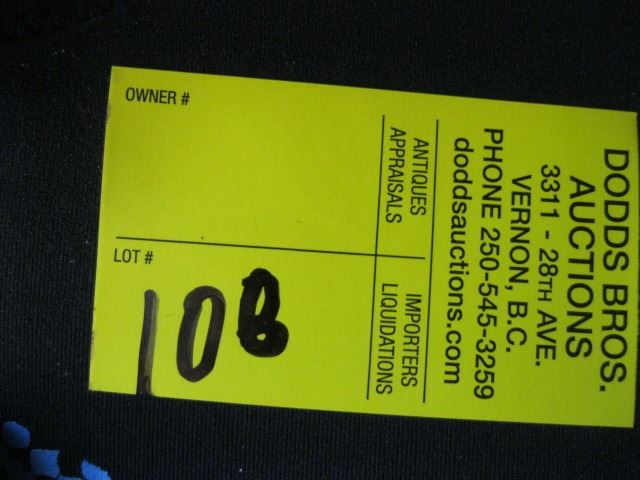 DODDS BROS.
AUCTIONS
3311 - 28TH AVE.
VERNON, B.C.
PHONE 250-545-3259
doddsauctions.com
ANTIQUES
APPRAISALS
IMPORTERS
LIQUIDATIONS
OWNER #
LOT #
10B